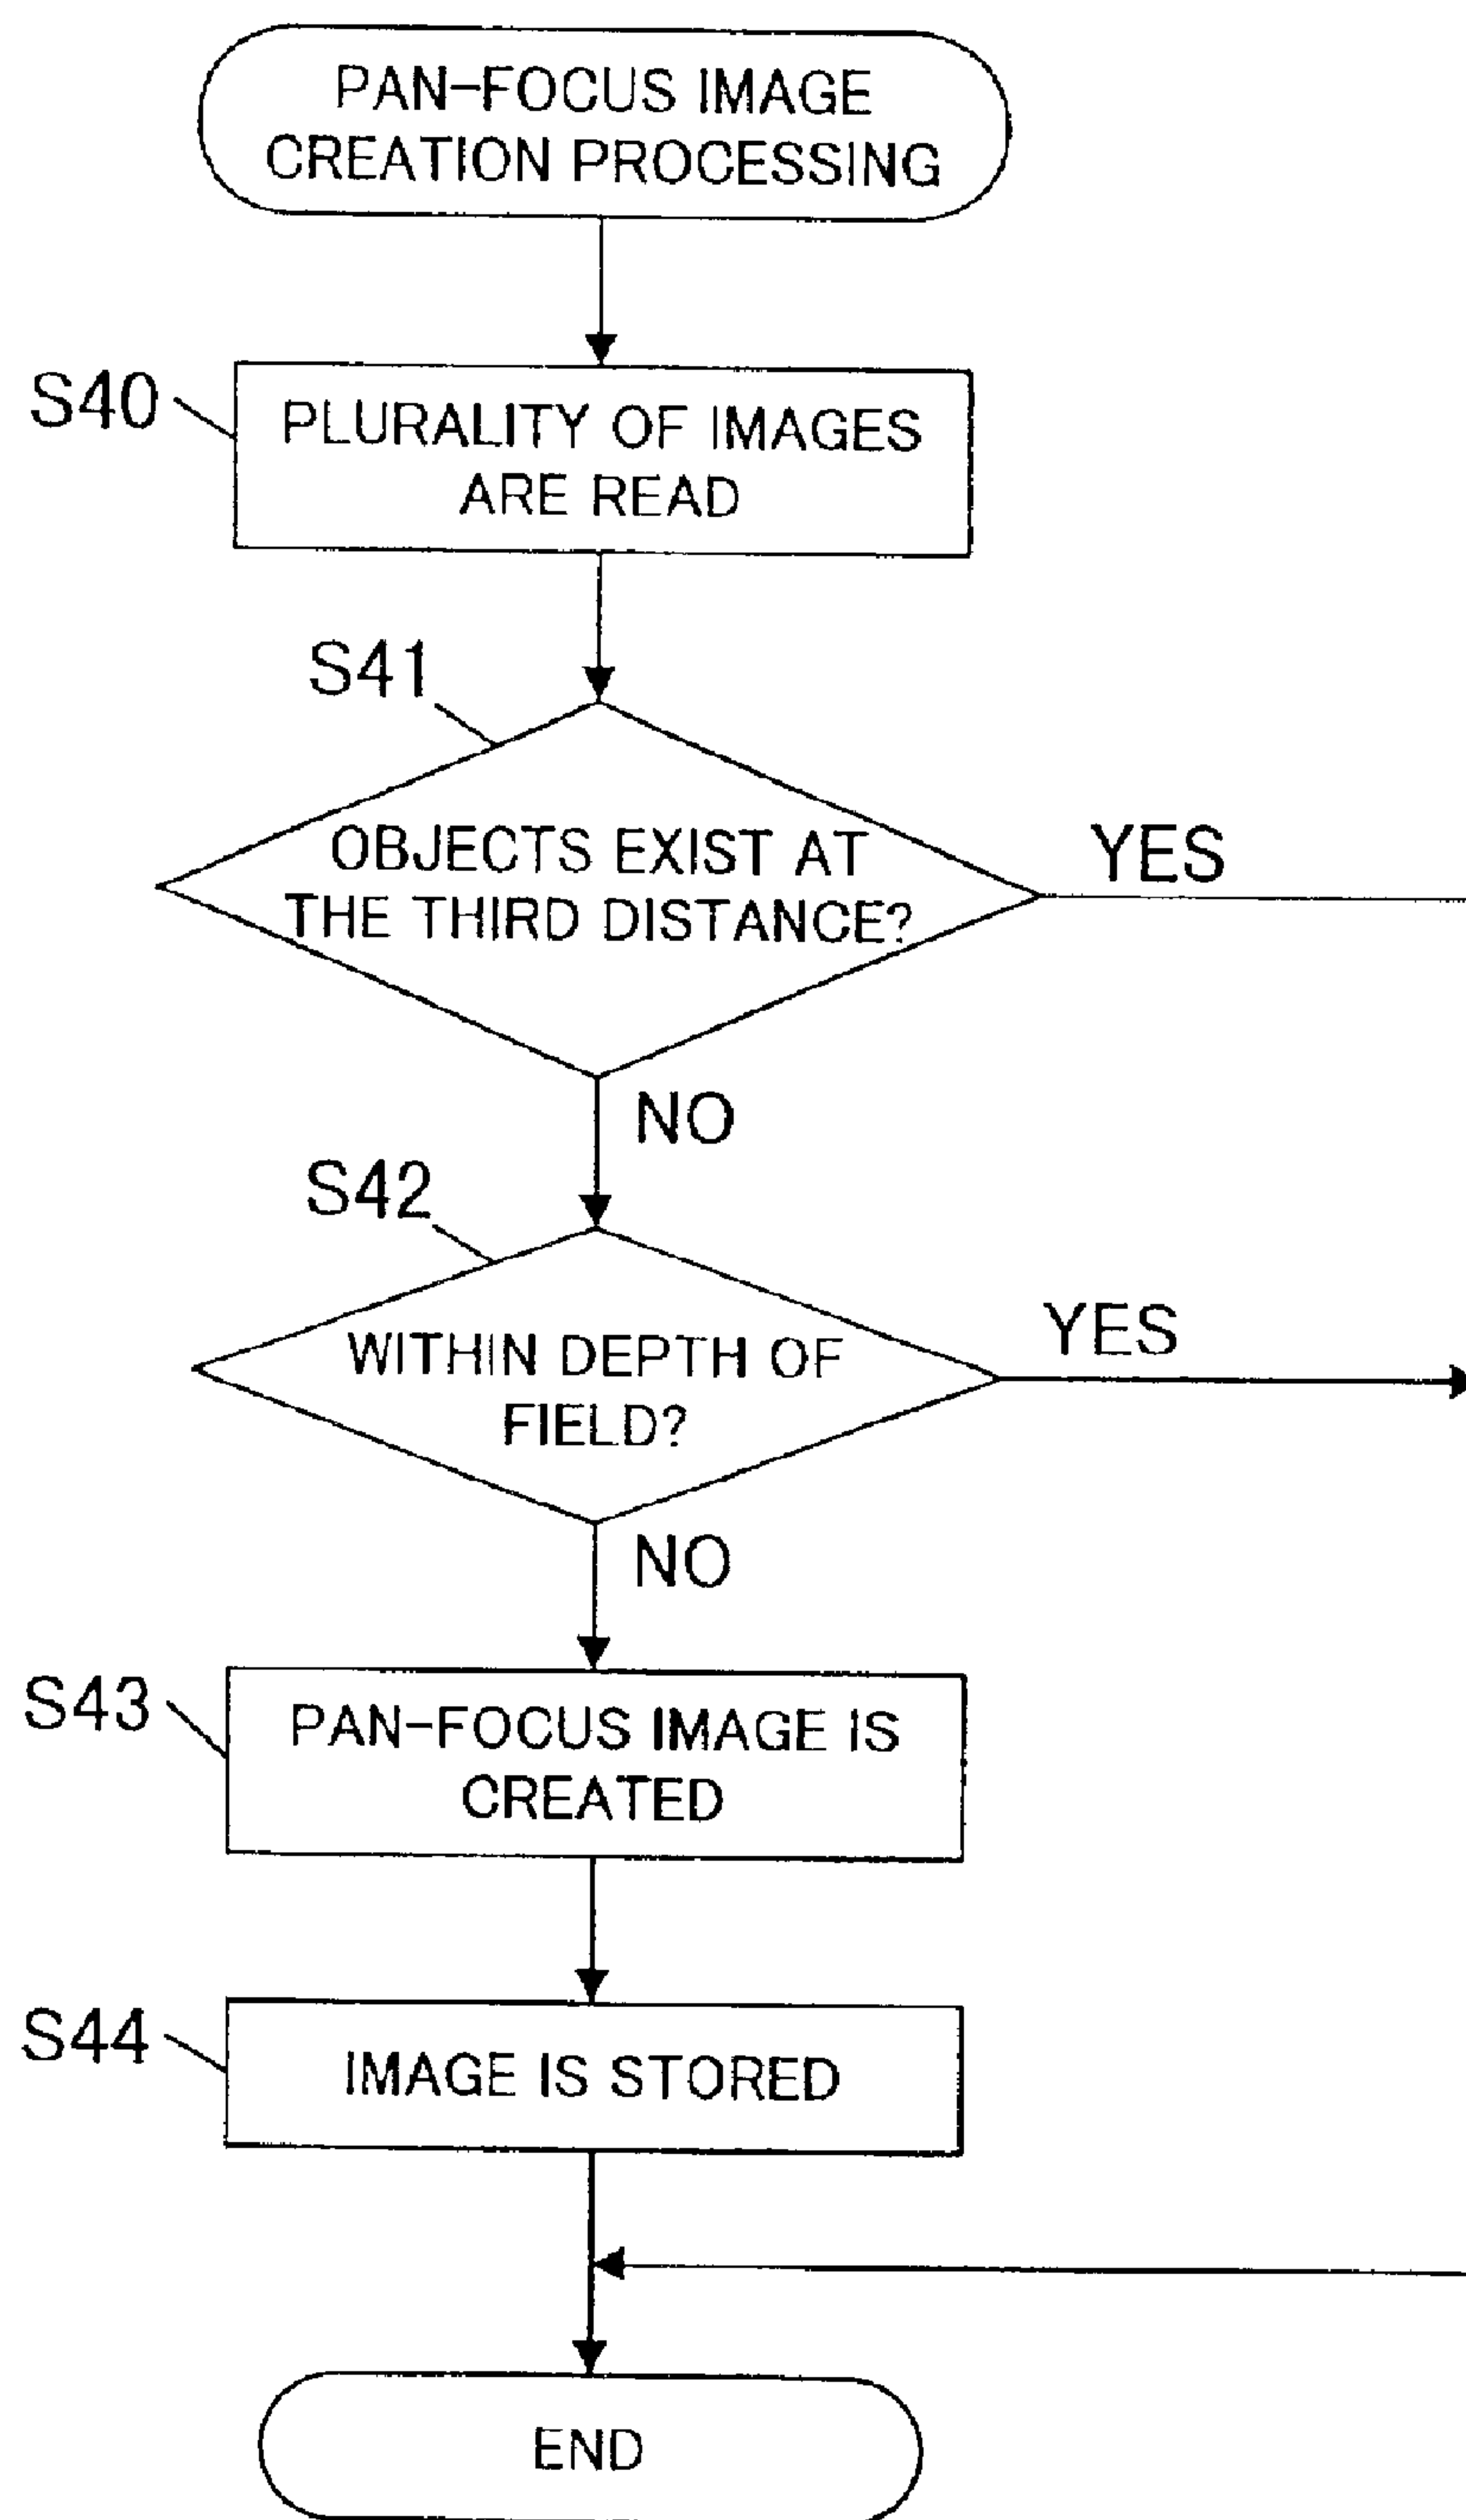 PAN-FOCUS IMAGE
CREATION PROCESSING
S40
PLURALITY OF IMAGES
ARE READ
S41
OBJECTS EXIST AT
THE THIRD DISTANCE?
YES
NO
S42
WITHIN DEPTH OF
FIELD?
YES
NO
S43
PAN-FOCUS IMAGE IS
CREATED
S44
IMAGE IS STORED
END